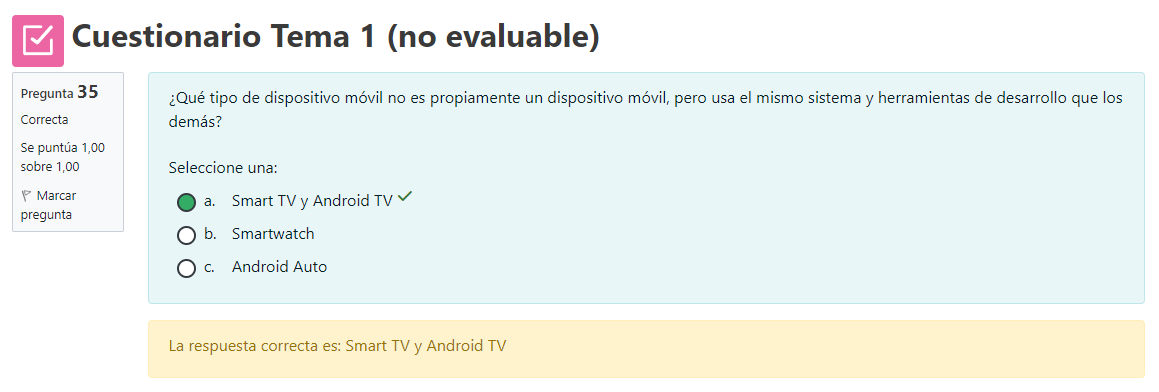 Cuestionario Tema 1 (no evaluable)
Pregunta 35
Correcta
Se puntúa 1,00
sobre 1,00
Marcar
pregunta
¿Qué tipo de dispositivo móvil no es propiamente un dispositivo móvil, pero usa el mismo sistema y herramientas de desarrollo que los
demás?
Seleccione una:
a. Smart TV y Android TV
b. Smartwatch
c. Android Auto
La respuesta correcta es: Smart TV y Android TV